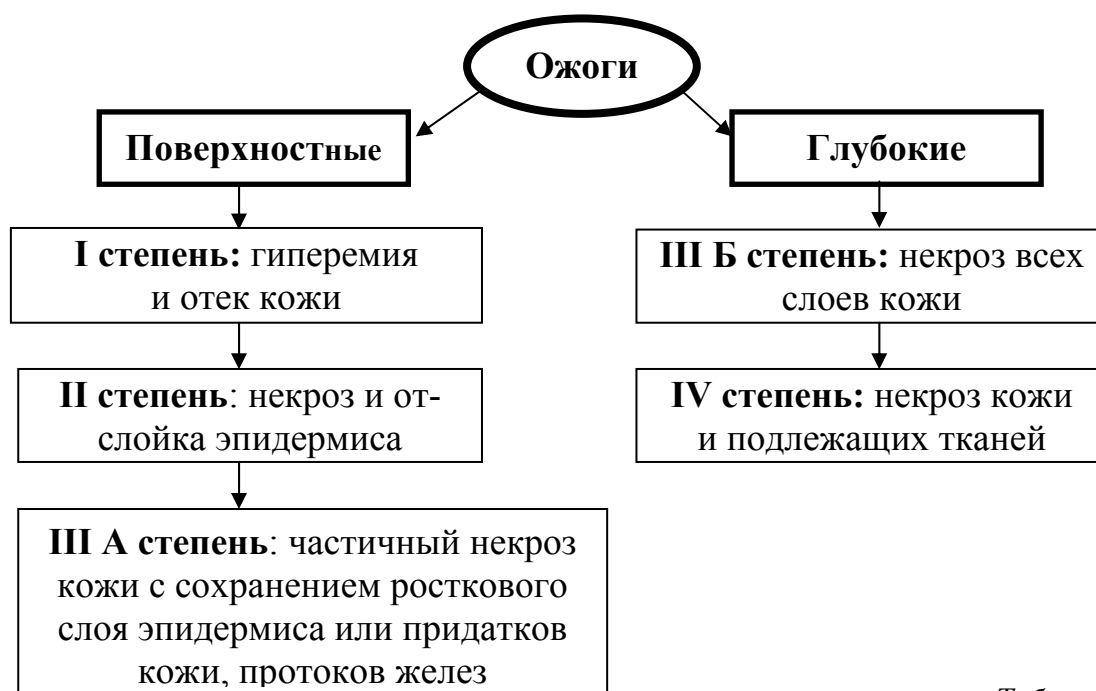 Ожоги
Поверхностные
Глубокие
I степень: гиперемия
и отек кожи
III Б степень: некроз всех
слоев кожи
II степень: некроз и от-
слойка эпидермиса
IV степень: некроз кожи
и подлежащих тканей
III А степень: частичный некроз
кожи с сохранением росткового
слоя эпидермиса или придатков
кожи, протоков желез